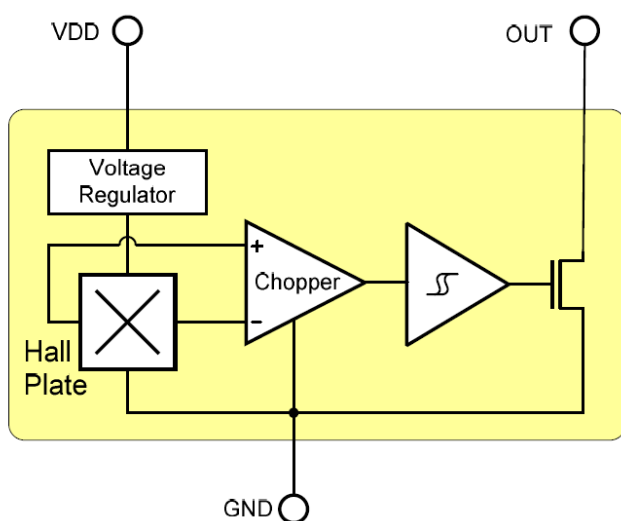 VDD
OUT
Voltage
Regulator
+
Chopper
−
Hall
Plate
GND